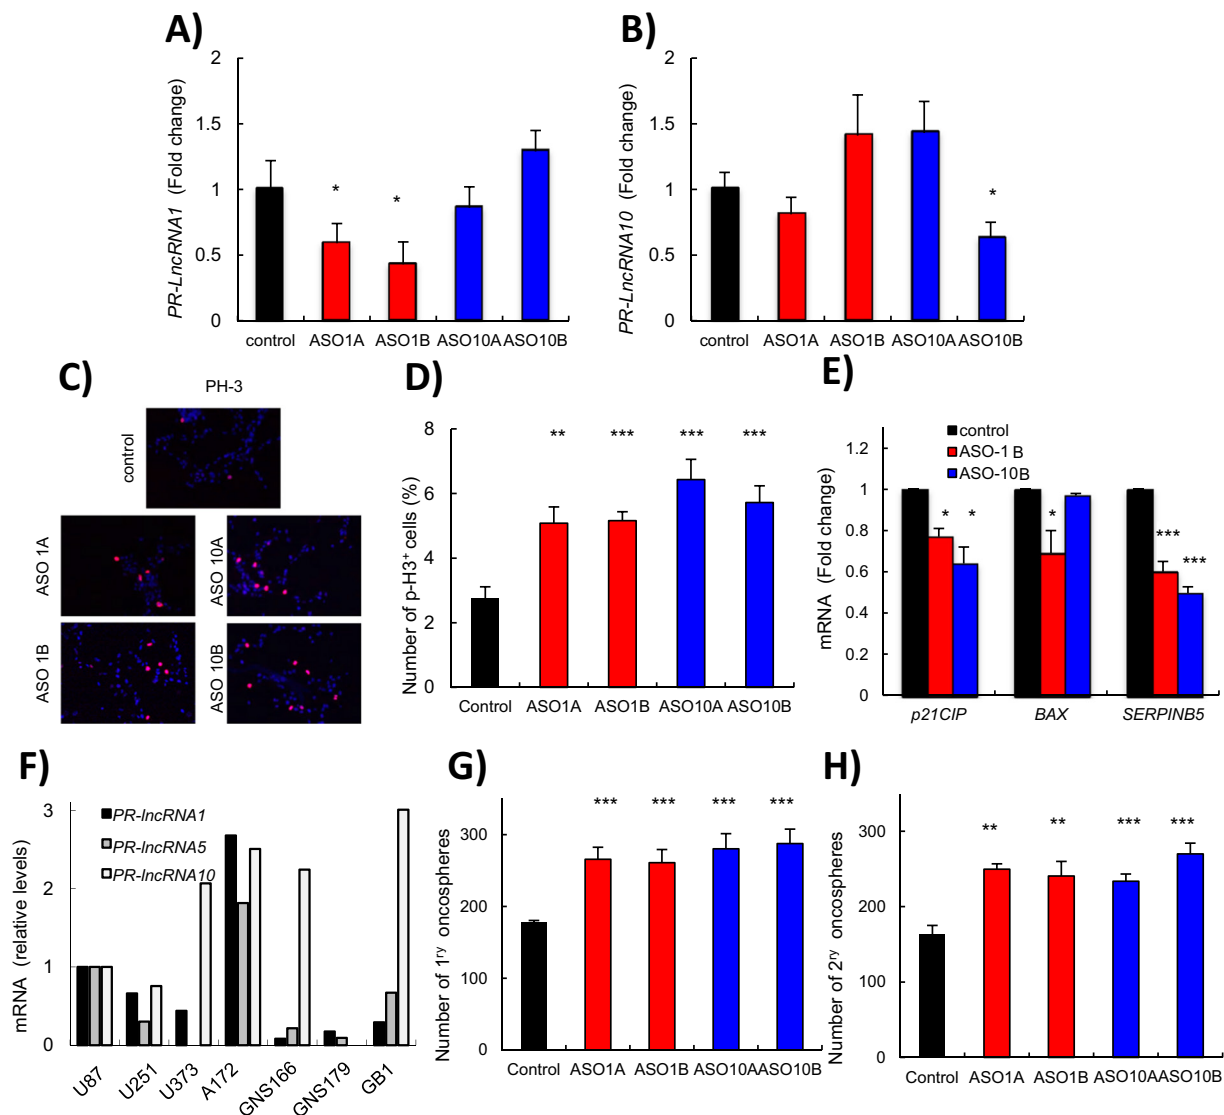 A)
PR-LncRNA1 (Fold change)
2
1.5
1
0.5
0
*
*
control ASO1A ASO1B ASO10A ASO10B
B)
PR-LncRNA10 (Fold change)
2
1.5
1
0.5
0
*
control ASO1A ASO1B ASO10A ASO10B
C)
PH-3
control
ASO 1A
ASO 10A
ASO 1B
ASO 10B
D)
Number of p-H3⁺ cells (%)
8
6
4
2
0
** *** *** ***
Control ASO1A ASO1B ASO10A ASO10B
E)
mRNA (Fold change)
control
ASO-1B
ASO-10B
1.2
1
0.8
0.6
0.4
0.2
0
* * * *** ***
p21CIP BAX SERPINB5
F)
mRNA (relative levels)
3
2
1
0
PR-lncRNA1
PR-lncRNA5
PR-lncRNA10
U87 U251 U373 A172 GNS166 GNS179 GB1
G)
Number of 1ʳʸ oncospheres
300
200
100
0
*** *** *** ***
Control ASO1A ASO1B ASO10A ASO10B
H)
Number of 2ʳʸ oncospheres
300
200
100
0
** ** *** ***
Control ASO1A ASO1B ASO10A ASO10B